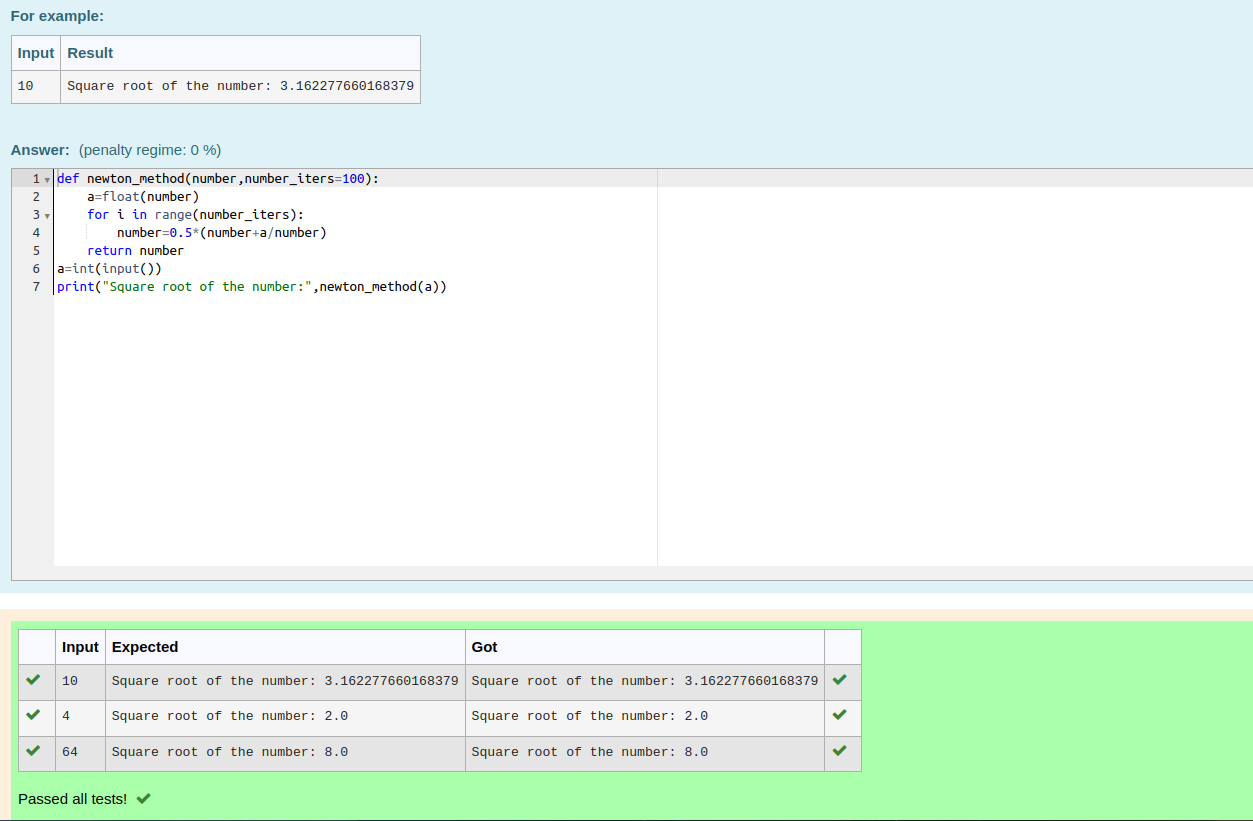 For example:
Input Result
10 Square root of the number: 3.162277660168379
Answer: (penalty regime: 0 %)
1 def newton_method(number,number_iters=100):
2     a=float(number)
3     for i in range(number_iters):
4         number=0.5*(number+a/number)
5     return number
6 a=int(input())
7 print("Square root of the number:",newton_method(a))
Input Expected Got
10 Square root of the number: 3.162277660168379 Square root of the number: 3.162277660168379
4 Square root of the number: 2.0 Square root of the number: 2.0
64 Square root of the number: 8.0 Square root of the number: 8.0
Passed all tests!